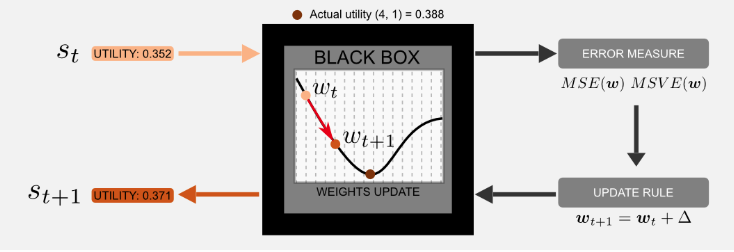 Actual utility (4, 1) = 0.388
s_t UTILITY: 0.352
BLACK BOX
w_t
w_{t+1}
WEIGHTS UPDATE
ERROR MEASURE
MSE(w) MSVE(w)
s_{t+1} UTILITY: 0.371
UPDATE RULE
w_{t+1} = w_t + Δ